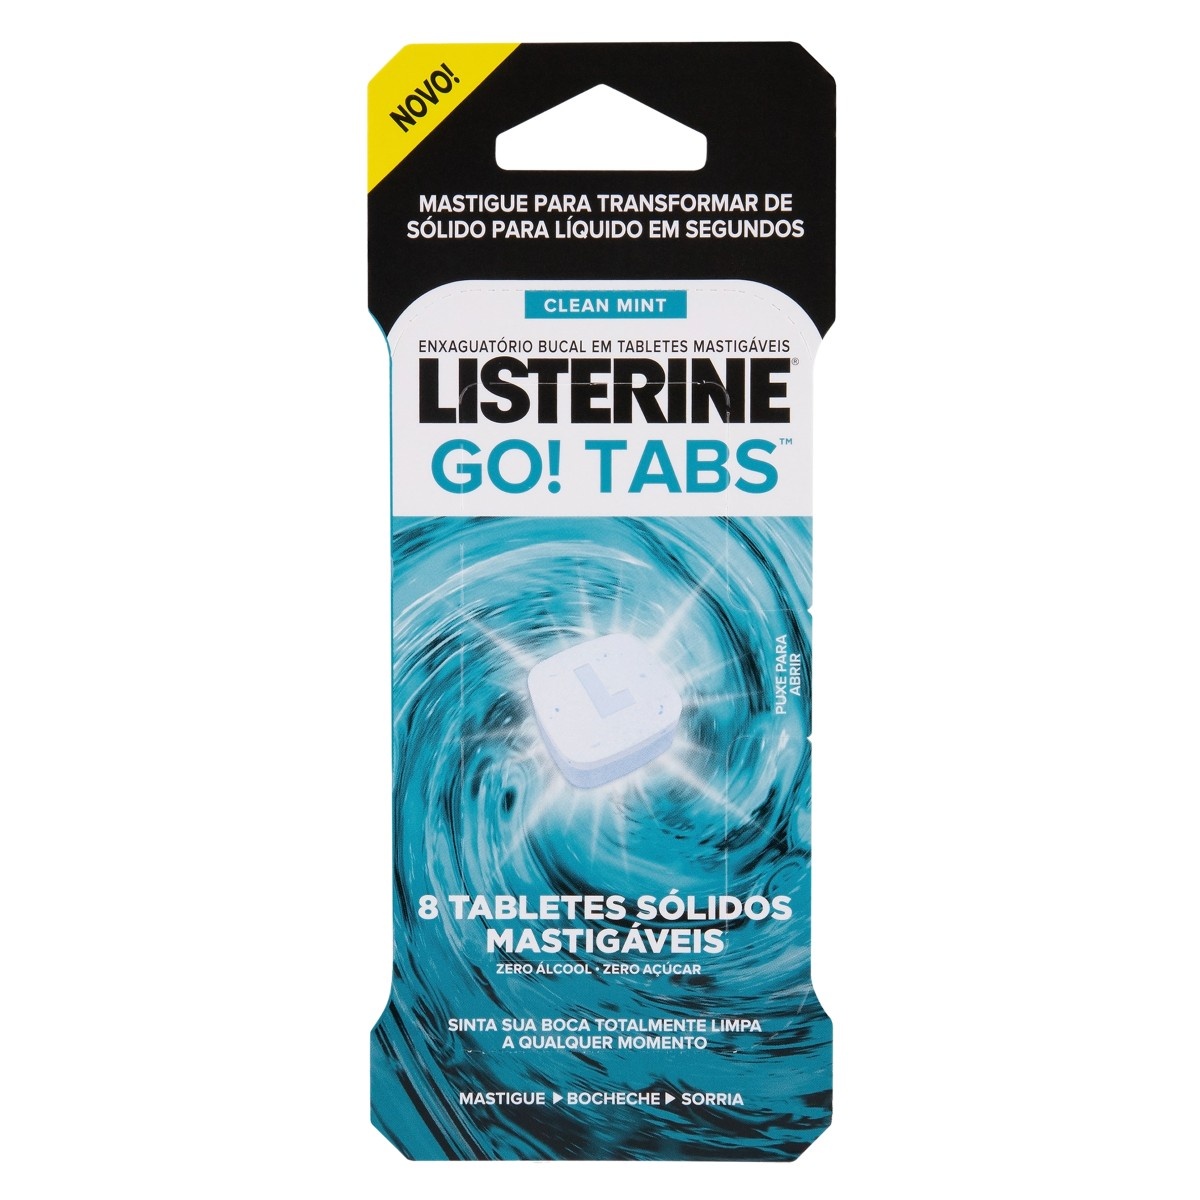 NOVO!
MASTIGUE PARA TRANSFORMAR DE
SÓLIDO PARA LÍQUIDO EM SEGUNDOS
CLEAN MINT
ENXAGUATÓRIO BUCAL EM TABLETES MASTIGÁVEIS
LISTERINE®
GO! TABS™
L
PUXE PARA
ABRIR
8 TABLETES SÓLIDOS
MASTIGÁVEIS
ZERO ÁLCOOL • ZERO AÇÚCAR
SINTA SUA BOCA TOTALMENTE LIMPA
A QUALQUER MOMENTO
MASTIGUE ▶ BOCHECHE ▶ SORRIA